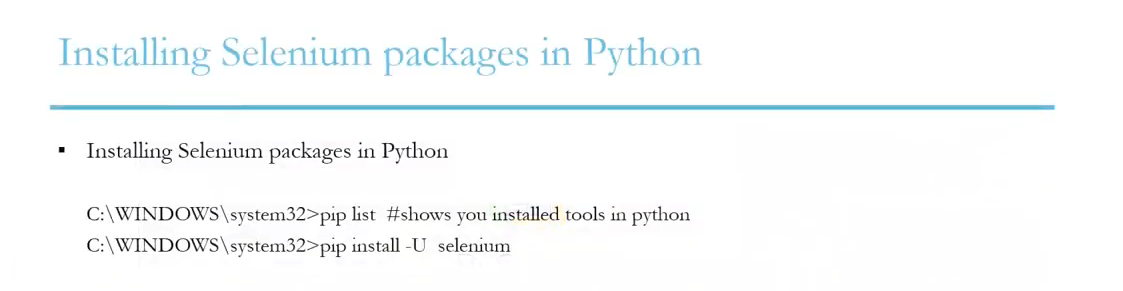 Installing Selenium packages in Python
▪ Installing Selenium packages in Python
C:\WINDOWS\system32>pip list  #shows you installed tools in python
C:\WINDOWS\system32>pip install -U  selenium